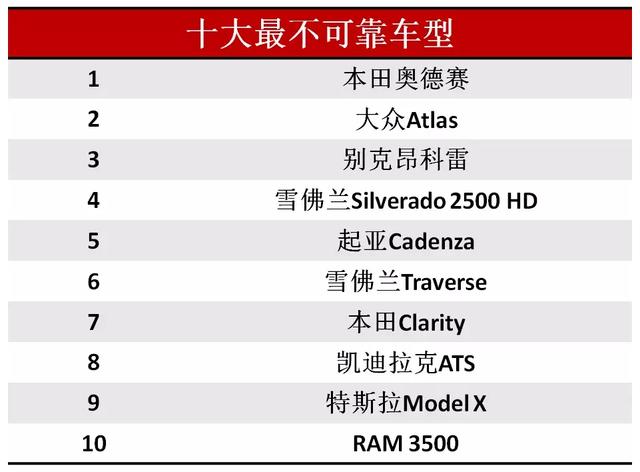 十大最不可靠车型
1 本田奥德赛
2 大众Atlas
3 别克昂科雷
4 雪佛兰Silverado 2500 HD
5 起亚Cadenza
6 雪佛兰Traverse
7 本田Clarity
8 凯迪拉克ATS
9 特斯拉Model X
10 RAM 3500